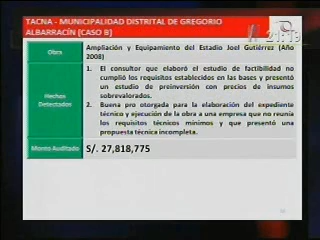 TACNA - MUNICIPALIDAD DISTRITAL DE GREGORIO
ALBARRACÍN (CASO B)
Obra
Ampliación y Equipamiento del Estadio Joel Gutiérrez (Año
2008)
Hechos
Detectados
1. El consultor que elaboró el estudio de factibilidad no
cumplió los requisitos establecidos en las bases y presentó
un estudio de preinversión con precios de insumos
sobrevalorados.
2. Buena pro otorgada para la elaboración del expediente
técnico y ejecución de la obra a una empresa que no reunía
los requisitos técnicos mínimos y que presentó una
propuesta técnica incompleta.
Monto Auditado
S/. 27,818,775